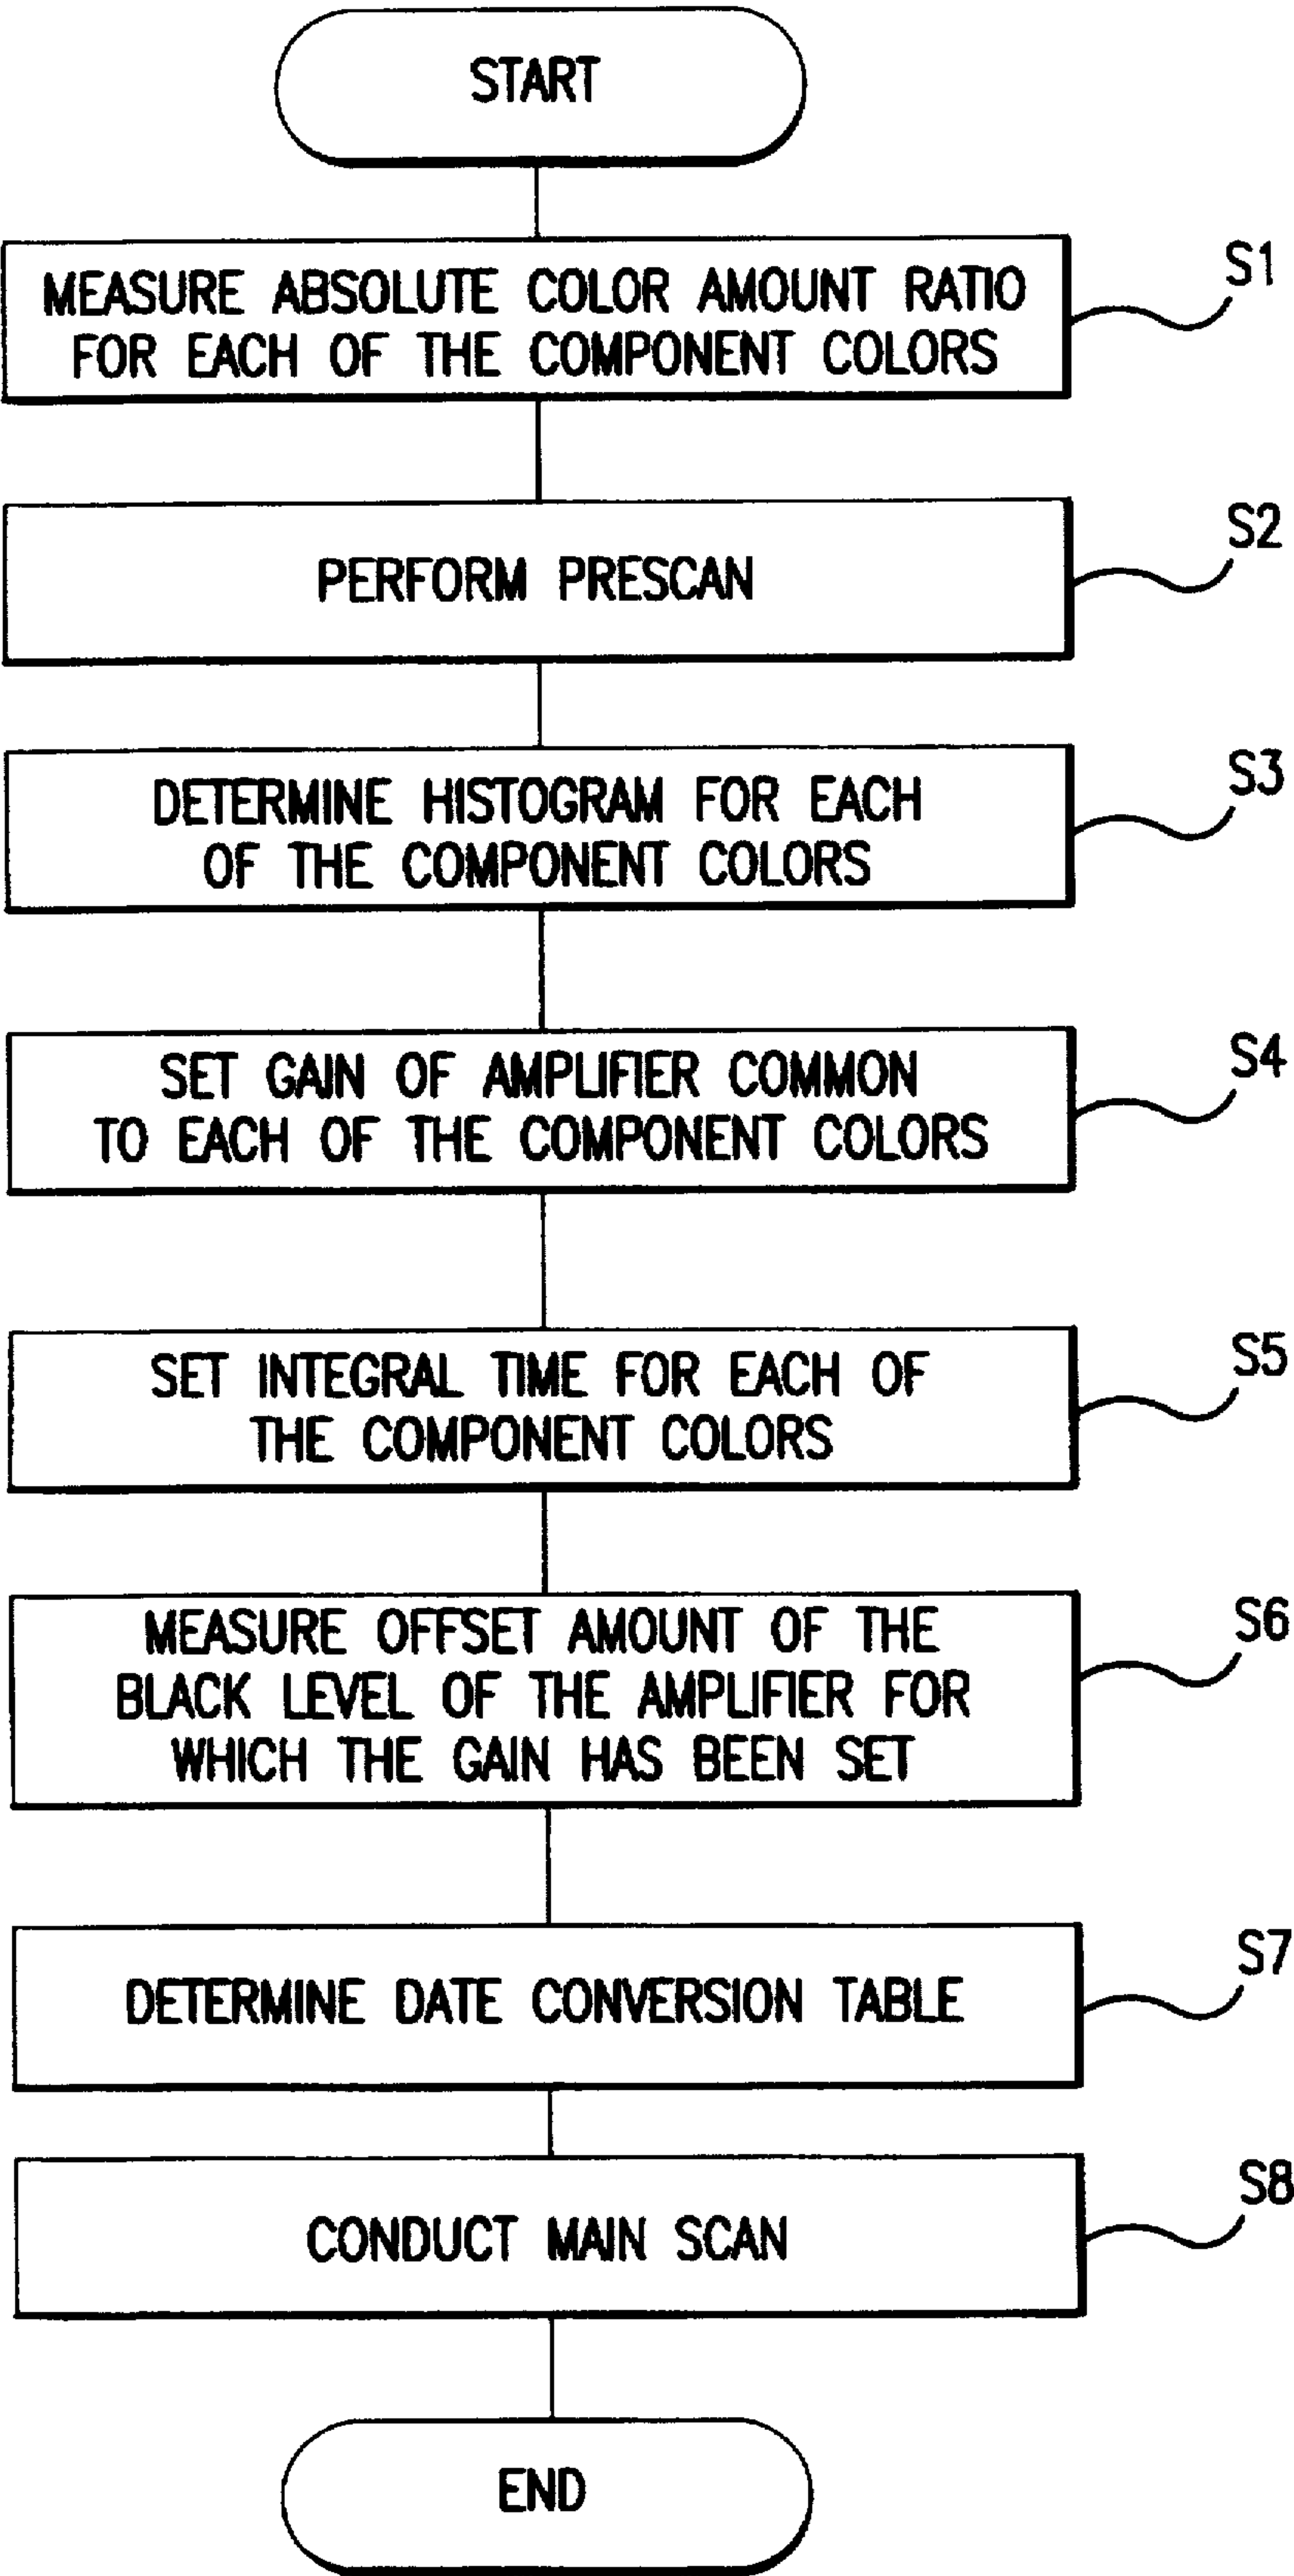 START
MEASURE ABSOLUTE COLOR AMOUNT RATIO
FOR EACH OF THE COMPONENT COLORS
S1
PERFORM PRESCAN
S2
DETERMINE HISTOGRAM FOR EACH
OF THE COMPONENT COLORS
S3
SET GAIN OF AMPLIFIER COMMON
TO EACH OF THE COMPONENT COLORS
S4
SET INTEGRAL TIME FOR EACH OF
THE COMPONENT COLORS
S5
MEASURE OFFSET AMOUNT OF THE
BLACK LEVEL OF THE AMPLIFIER FOR
WHICH THE GAIN HAS BEEN SET
S6
DETERMINE DATE CONVERSION TABLE
S7
CONDUCT MAIN SCAN
S8
END